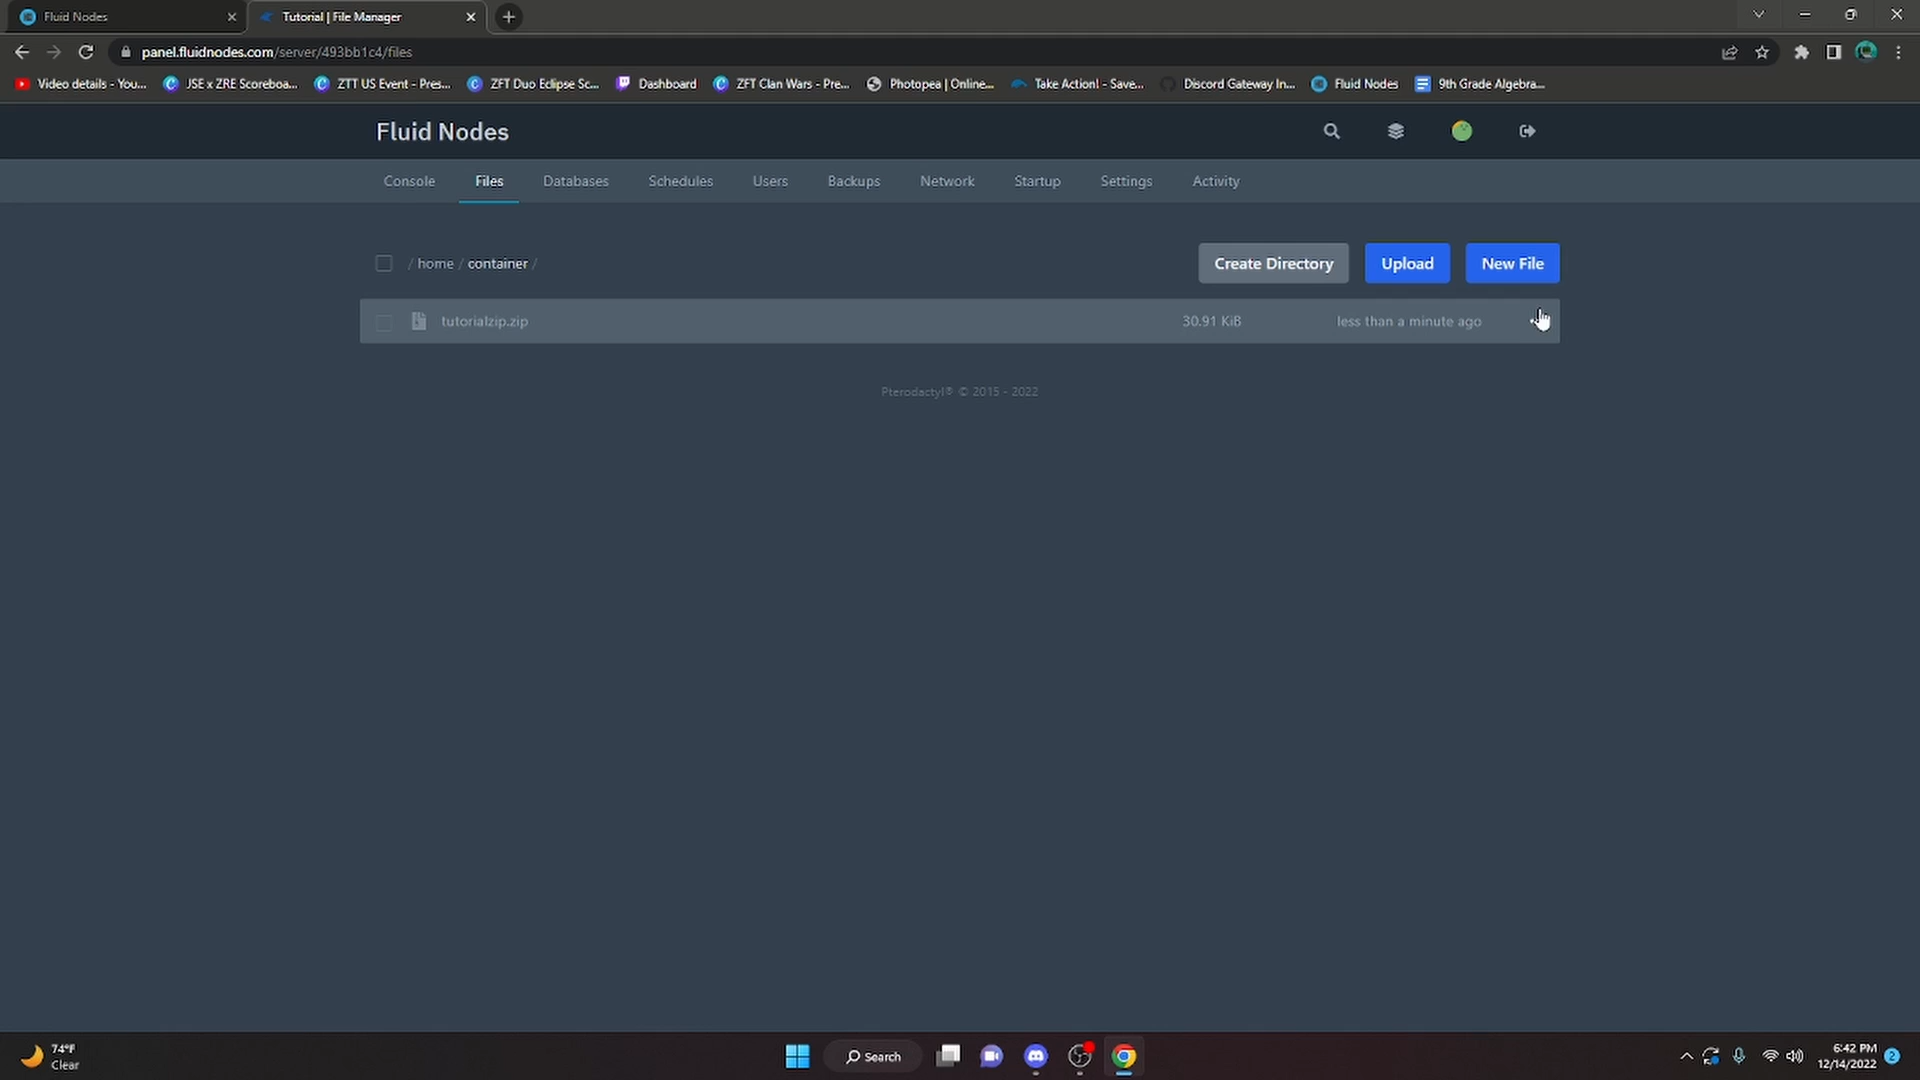 Fluid Nodes
Tutorial | File Manager
panel.fluidnodes.com/server/493bb1c4/files
Video details - You...
JSE x ZRE Scoreboa...
ZTT US Event - Pres...
ZFT Duo Eclipse Sc...
Dashboard
ZFT Clan Wars - Pre...
Photopea | Online...
Take Action! - Save...
Discord Gateway In...
Fluid Nodes
9th Grade Algebra...
Fluid Nodes
Console
Files
Databases
Schedules
Users
Backups
Network
Startup
Settings
Activity
/ home / container /
Create Directory
Upload
New File
tutorialzip.zip
30.91 KiB
less than a minute ago
Pterodactyl® © 2015 - 2022
74°F
Clear
Search
6:42 PM
12/14/2022
2